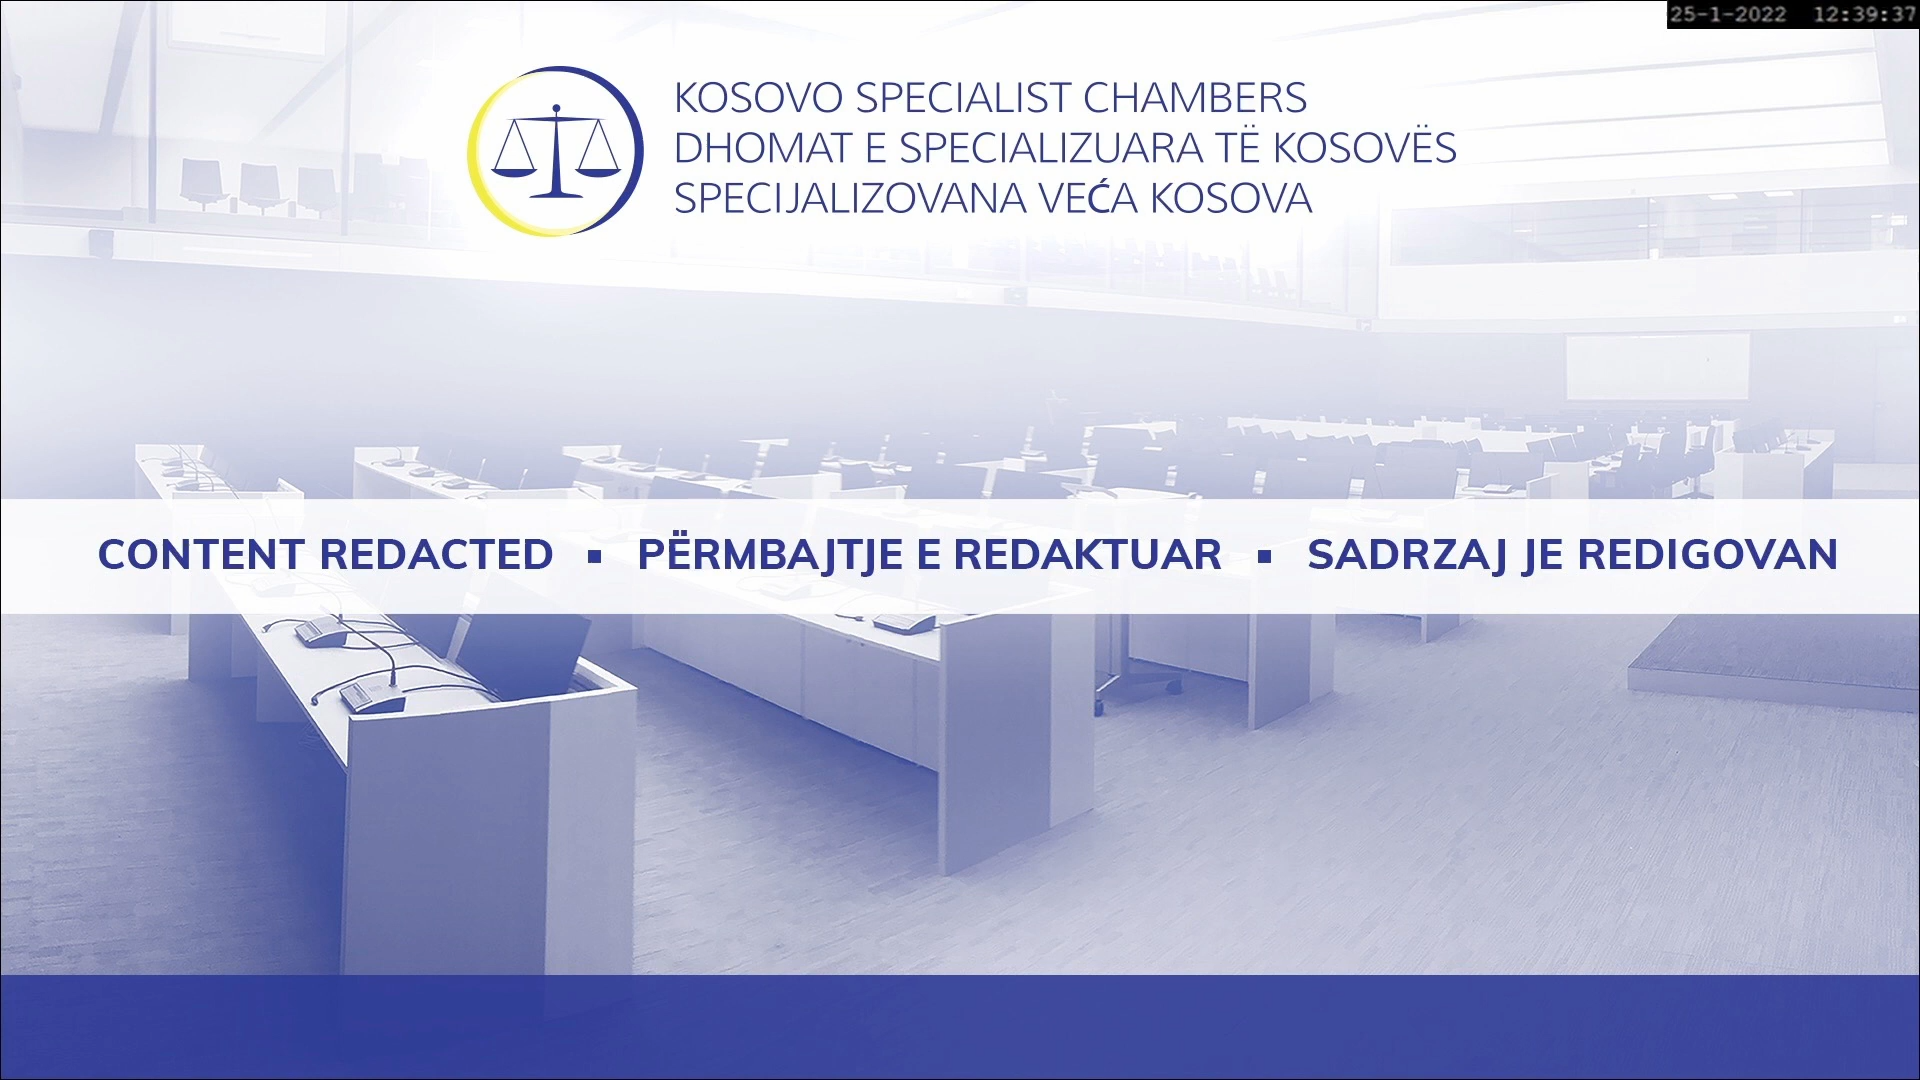 25-1-2022 12:39:37
KOSOVO SPECIALIST CHAMBERS
DHOMAT E SPECIALIZUARA TË KOSOVËS
SPECIJALIZOVANA VEĆA KOSOVA
CONTENT REDACTED ▪ PËRMBAJTJE E REDAKTUAR ▪ SADRZAJ JE REDIGOVAN